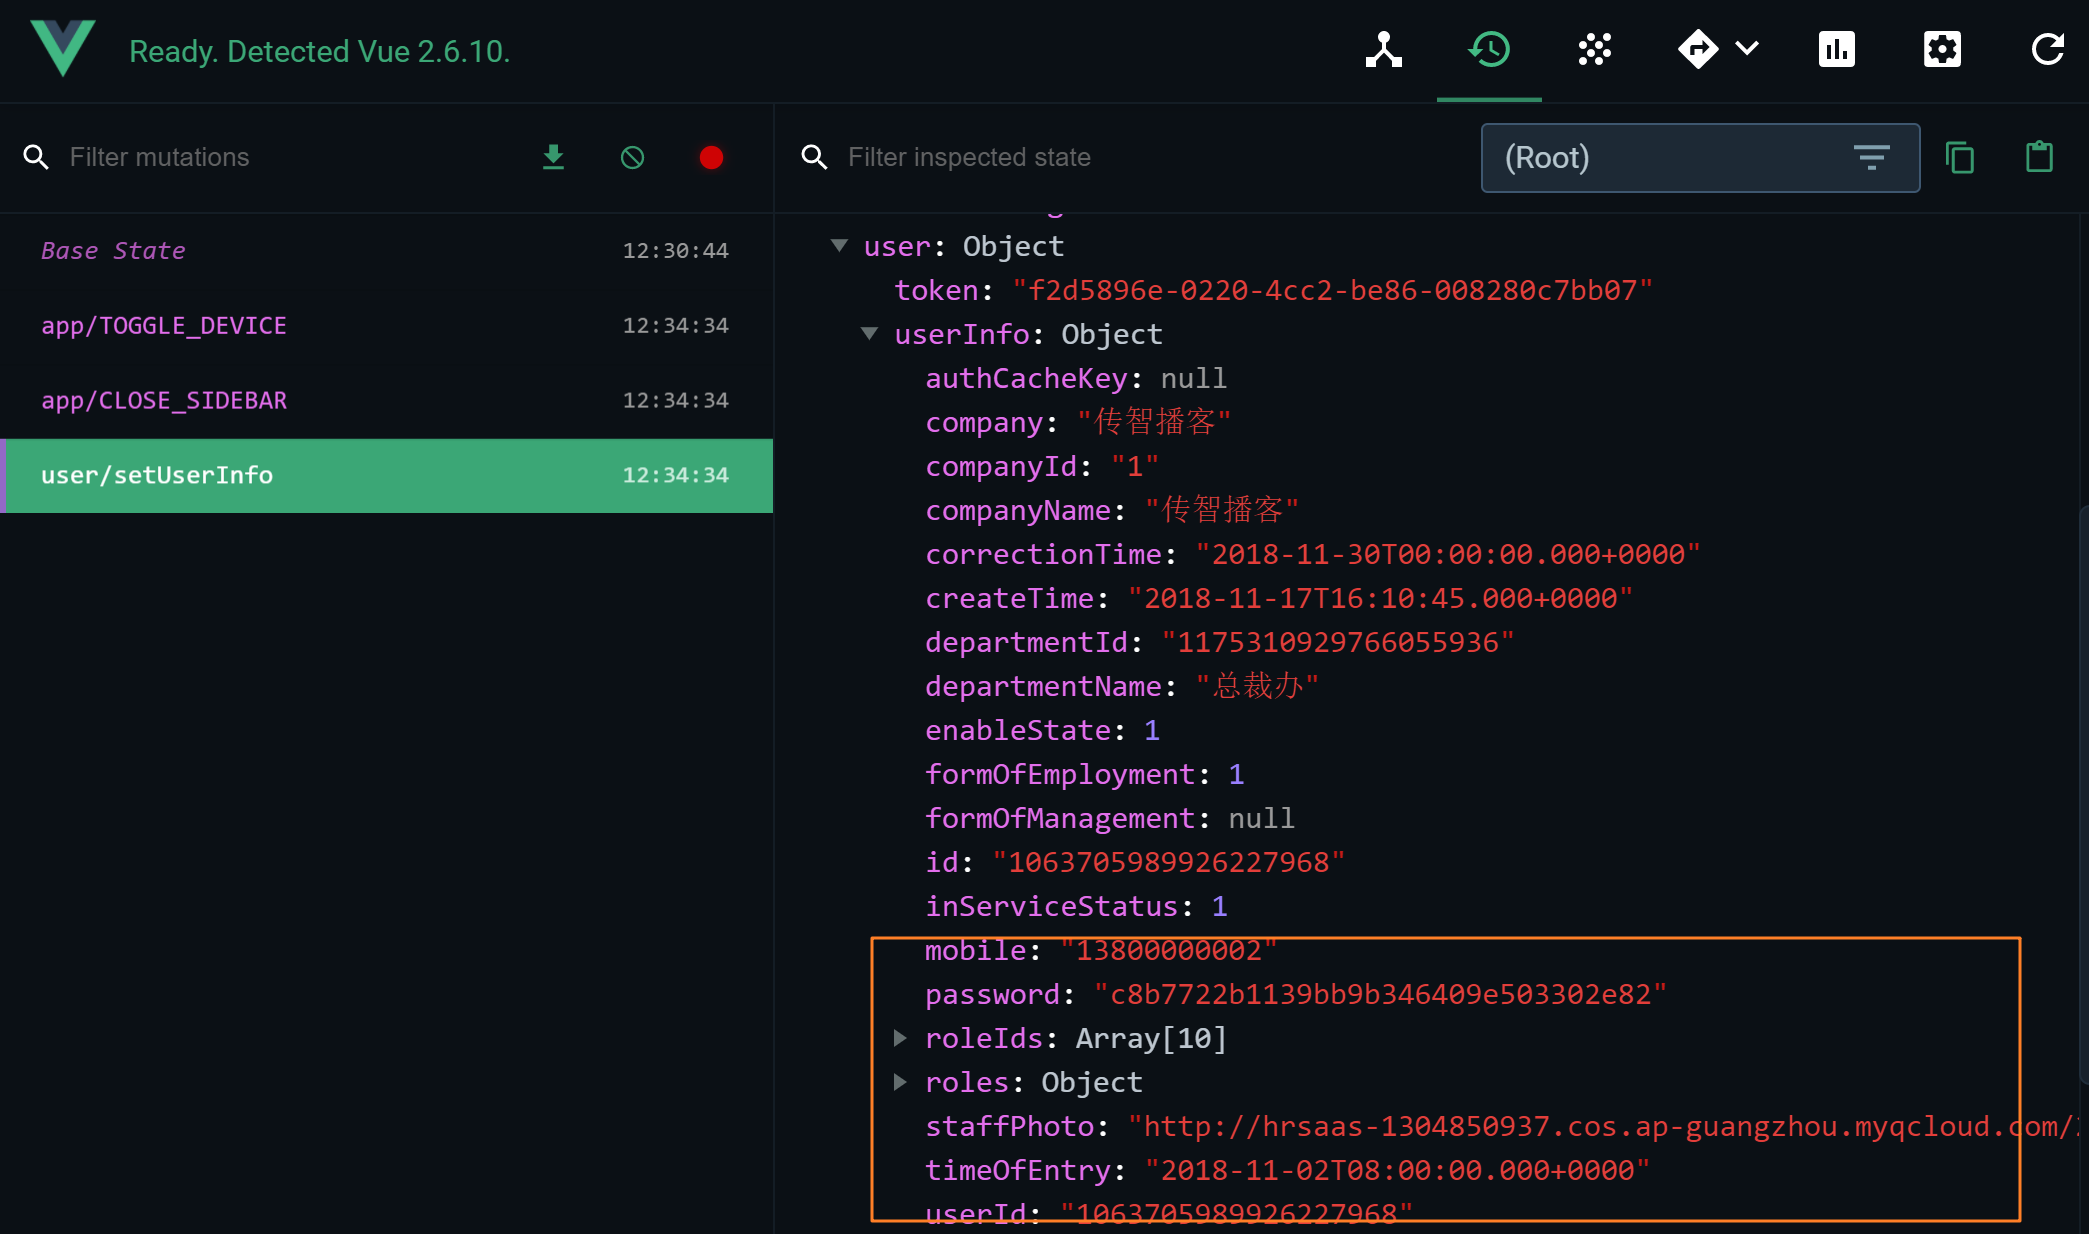 Ready. Detected Vue 2.6.10.
Filter mutations
Filter inspected state
(Root)
Base State 12:30:44
app/TOGGLE_DEVICE 12:34:34
app/CLOSE_SIDEBAR 12:34:34
user/setUserInfo 12:34:34
user: Object
token: "f2d5896e-0220-4cc2-be86-008280c7bb07"
userInfo: Object
authCacheKey: null
company: "传智播客"
companyId: "1"
companyName: "传智播客"
correctionTime: "2018-11-30T00:00:00.000+0000"
createTime: "2018-11-17T16:10:45.000+0000"
departmentId: "1175310929766055936"
departmentName: "总裁办"
enableState: 1
formOfEmployment: 1
formOfManagement: null
id: "1063705989926227968"
inServiceStatus: 1
mobile: "13800000002"
password: "c8b7722b1139bb9b346409e503302e82"
roleIds: Array[10]
roles: Object
staffPhoto: "http://hrsaas-1304850937.cos.ap-guangzhou.myqcloud.com/
timeOfEntry: "2018-11-02T08:00:00.000+0000"
userId: "1063705989926227968"